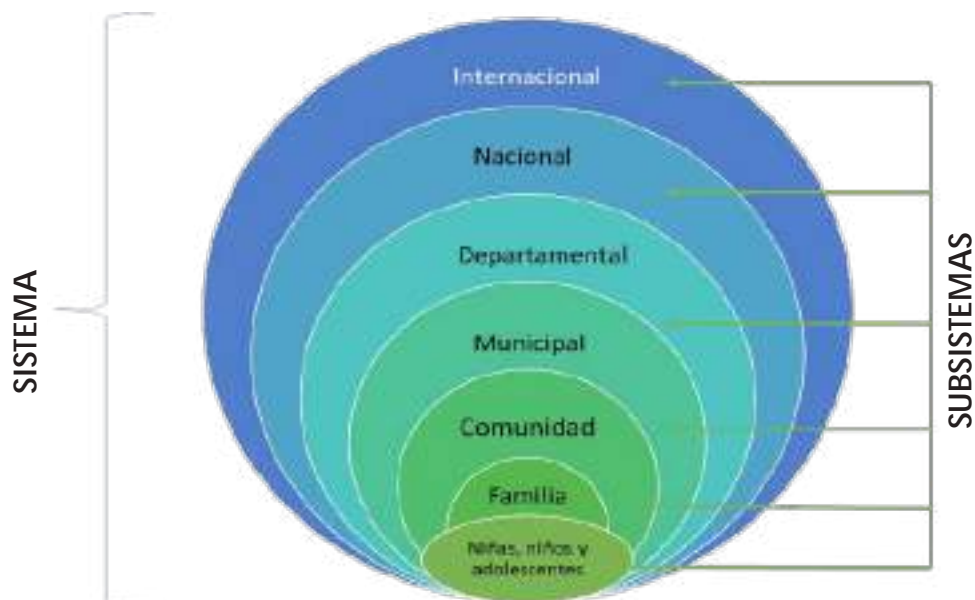 SISTEMA
Internacional
Nacional
Departamental
Municipal
Comunidad
Familia
Niñas, niños y
adolescentes
SUBSISTEMAS